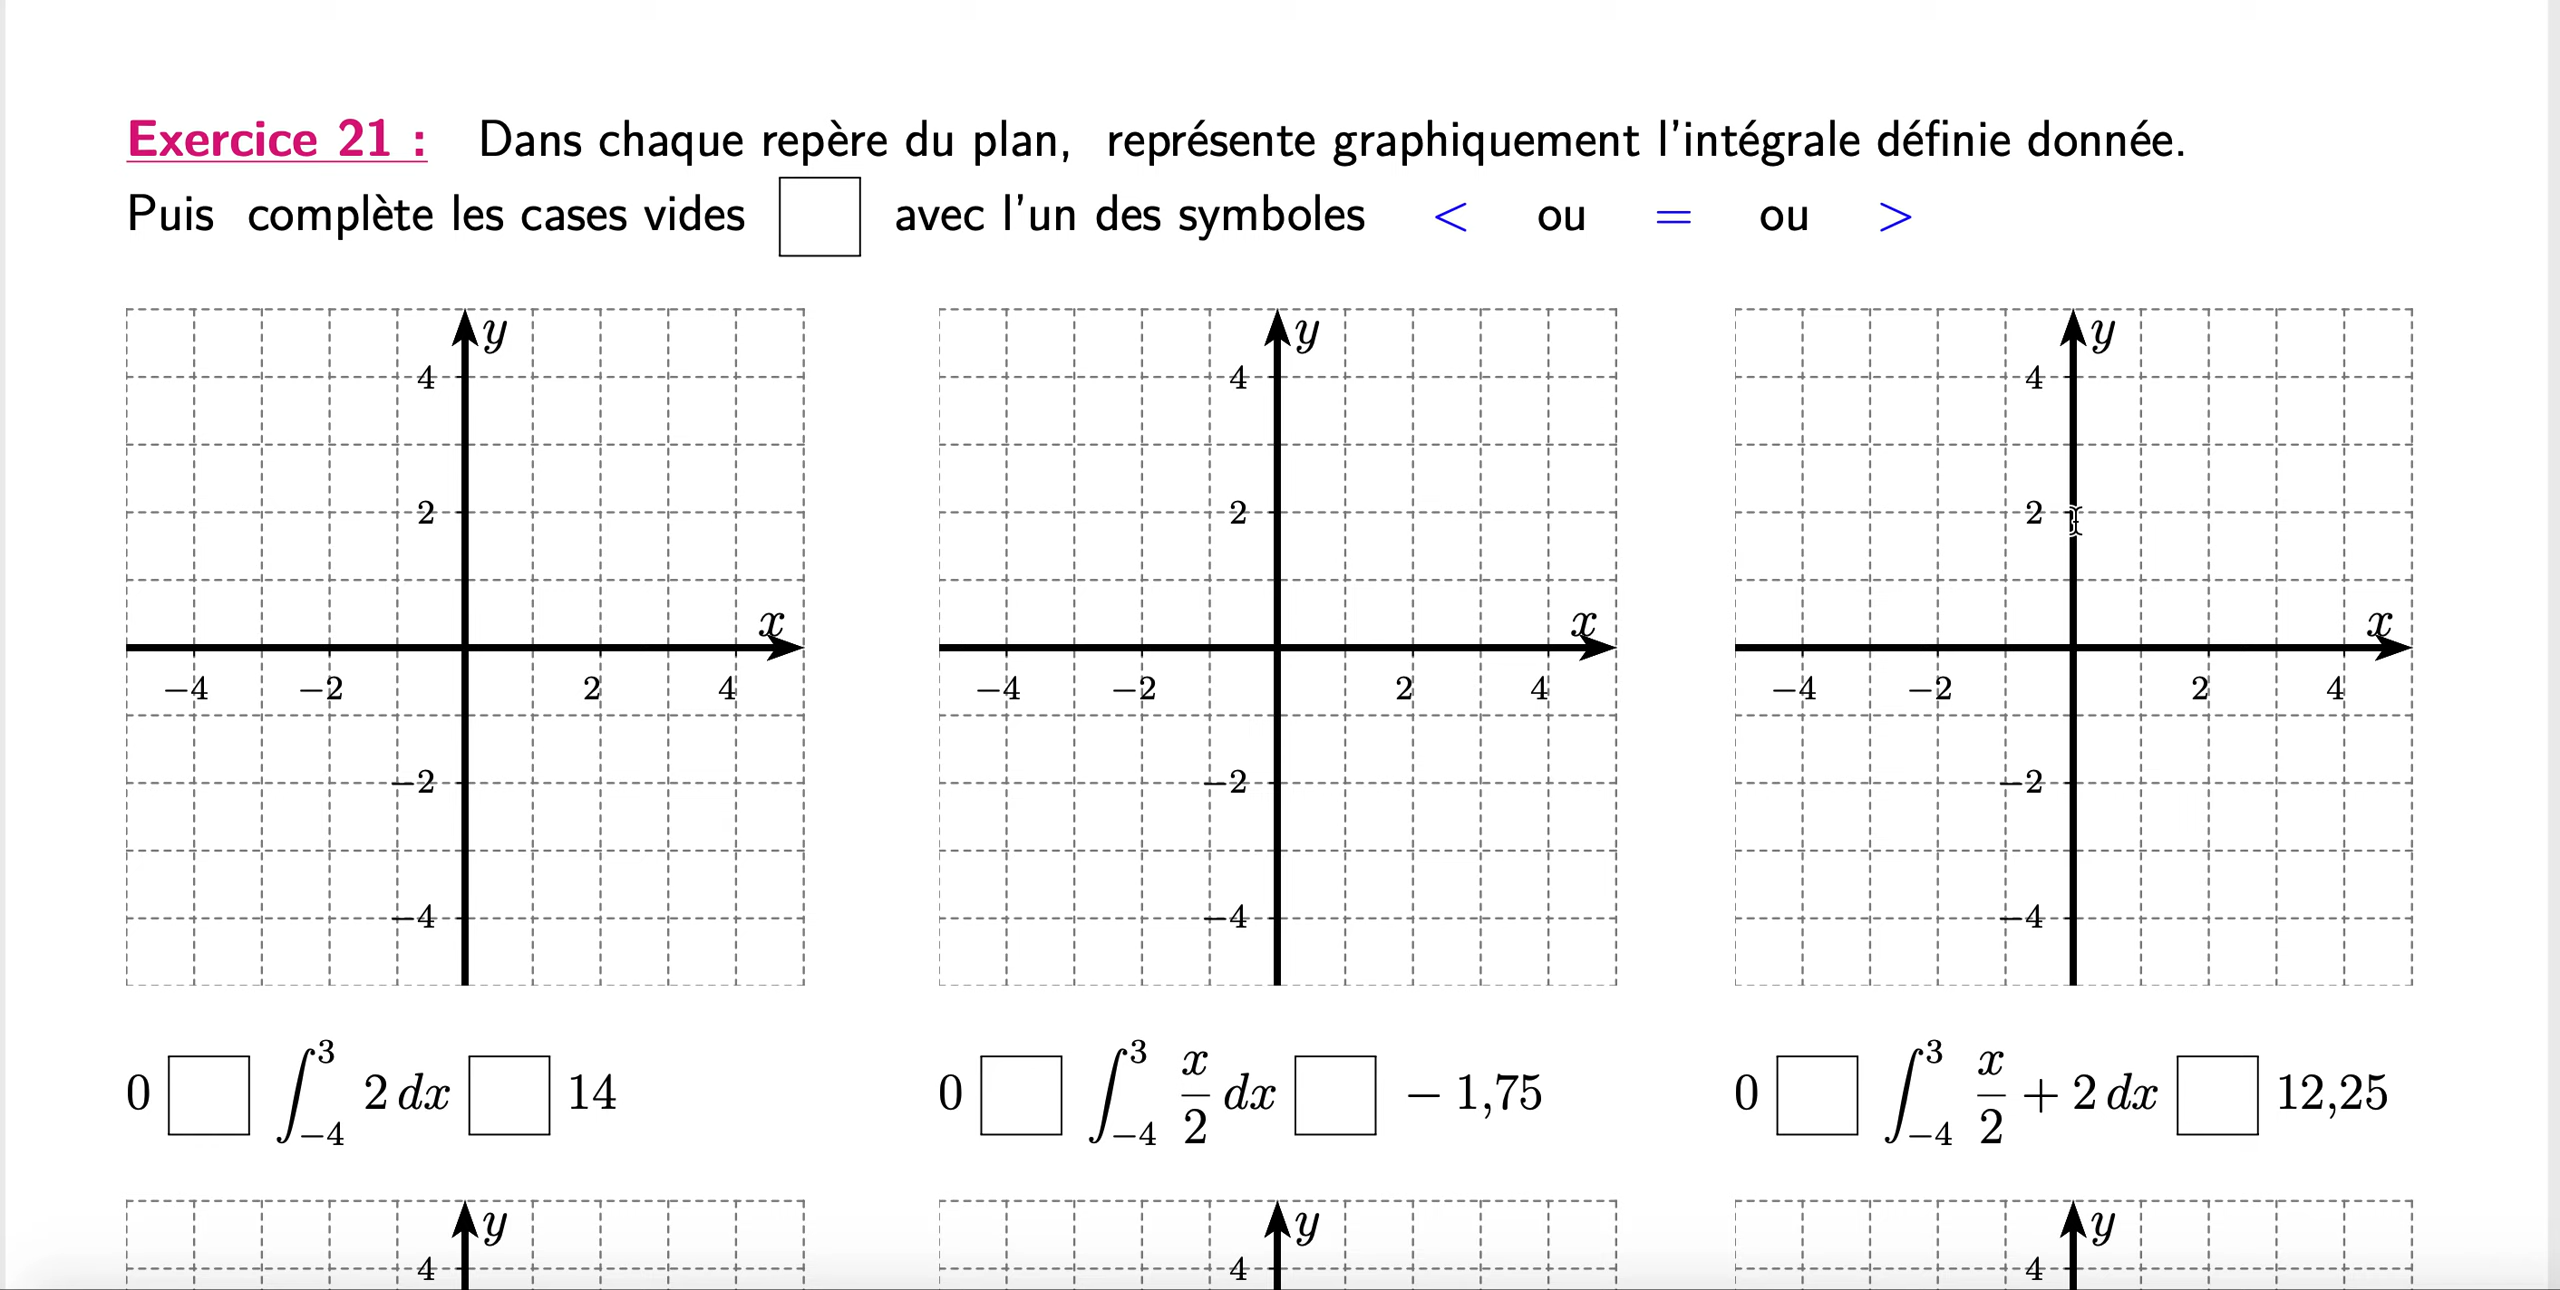 Exercice 21 : Dans chaque repère du plan, représente graphiquement l'intégrale définie donnée.
Puis complète les cases vides □ avec l'un des symboles < ou = ou >
y y y
4 4 4
2 2 2
x x x
−4 −2 2 4 −4 −2 2 4 −4 −2 2 4
−2 −2 −2
−4 −4 −4
0 □ ∫_{−4}^{3} 2 dx □ 14 0 □ ∫_{−4}^{3} x/2 dx □ − 1,75 0 □ ∫_{−4}^{3} x/2 + 2 dx □ 12,25
y y y
4 4 4